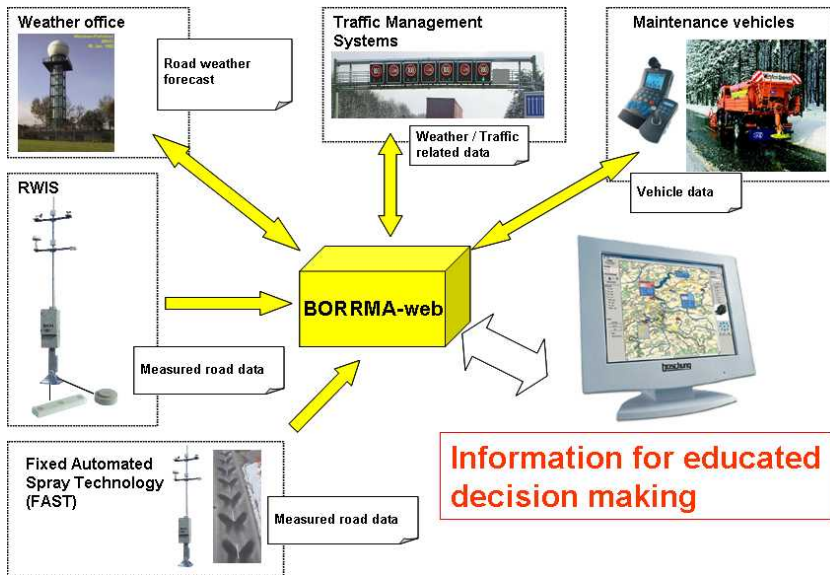 Weather office
Road weather
forecast
Traffic Management
Systems
Weather / Traffic
related data
Maintenance vehicles
Vehicle data
RWIS
Measured road data
BORRMA-web
boschung
Fixed Automated
Spray Technology
(FAST)
Measured road data
Information for educated
decision making